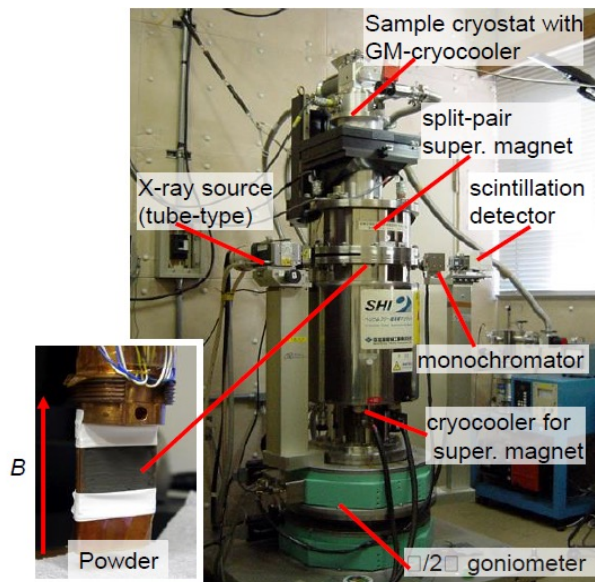 Sample cryostat with
GM-cryocooler
split-pair
super. magnet
X-ray source
(tube-type)
scintillation
detector
SHI
monochromator
cryocooler for
super. magnet
B
Powder
□/2□ goniometer